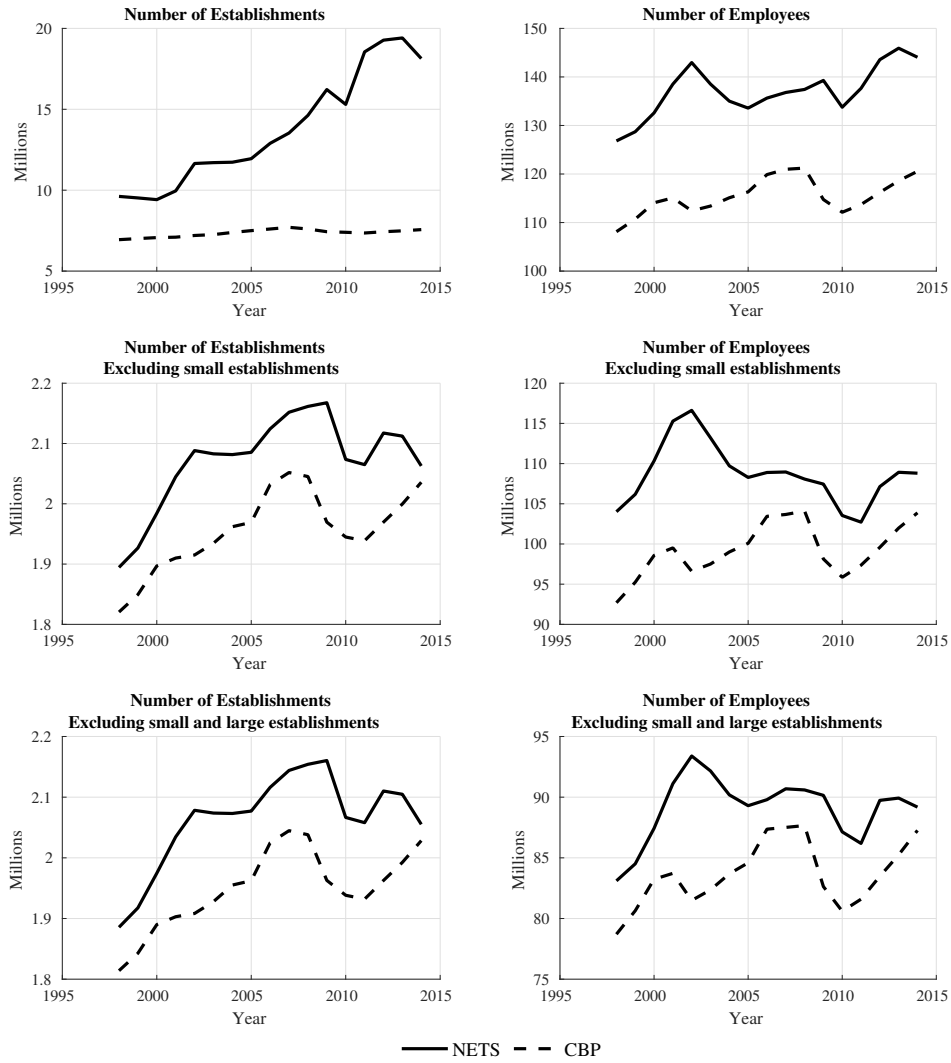 Number of Establishments
20
15
10
5
Millions
1995 2000 2005 2010 2015
Year
Number of Employees
150
140
130
120
110
100
Millions
1995 2000 2005 2010 2015
Year
Number of Establishments
Excluding small establishments
2.2
2.1
2
1.9
1.8
Millions
1995 2000 2005 2010 2015
Year
Number of Employees
Excluding small establishments
120
115
110
105
100
95
90
Millions
1995 2000 2005 2010 2015
Year
Number of Establishments
Excluding small and large establishments
2.2
2.1
2
1.9
1.8
Millions
1995 2000 2005 2010 2015
Year
Number of Employees
Excluding small and large establishments
95
90
85
80
75
Millions
1995 2000 2005 2010 2015
Year
NETS CBP